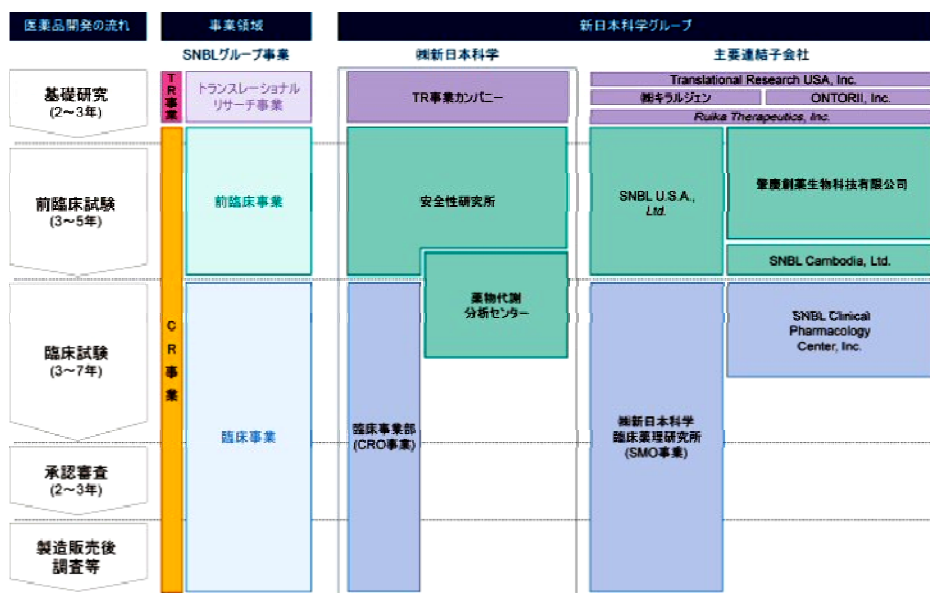 医薬品開発の流れ
事業領域
新日本科学グループ
SNBLグループ事業
㈱新日本科学
主要連結子会社
基礎研究
(2~3年)
TR事業
トランスレーショナル
リサーチ事業
TR事業カンパニー
Translational Research USA, Inc.
㈱キラルジェン
ONTORII, Inc.
Ruika Therapeutics, Inc.
前臨床試験
(3~5年)
前臨床事業
安全性研究所
SNBL U.S.A.,
Ltd.
肇慶創薬生物科技有限公司
SNBL Cambodia, Ltd.
薬物代謝
分析センター
CR事業
臨床試験
(3~7年)
臨床事業
臨床事業部
(CRO事業)
㈱新日本科学
臨床薬理研究所
(SMO事業)
SNBL Clinical
Pharmacology
Center, Inc.
承認審査
(2~3年)
製造販売後
調査等